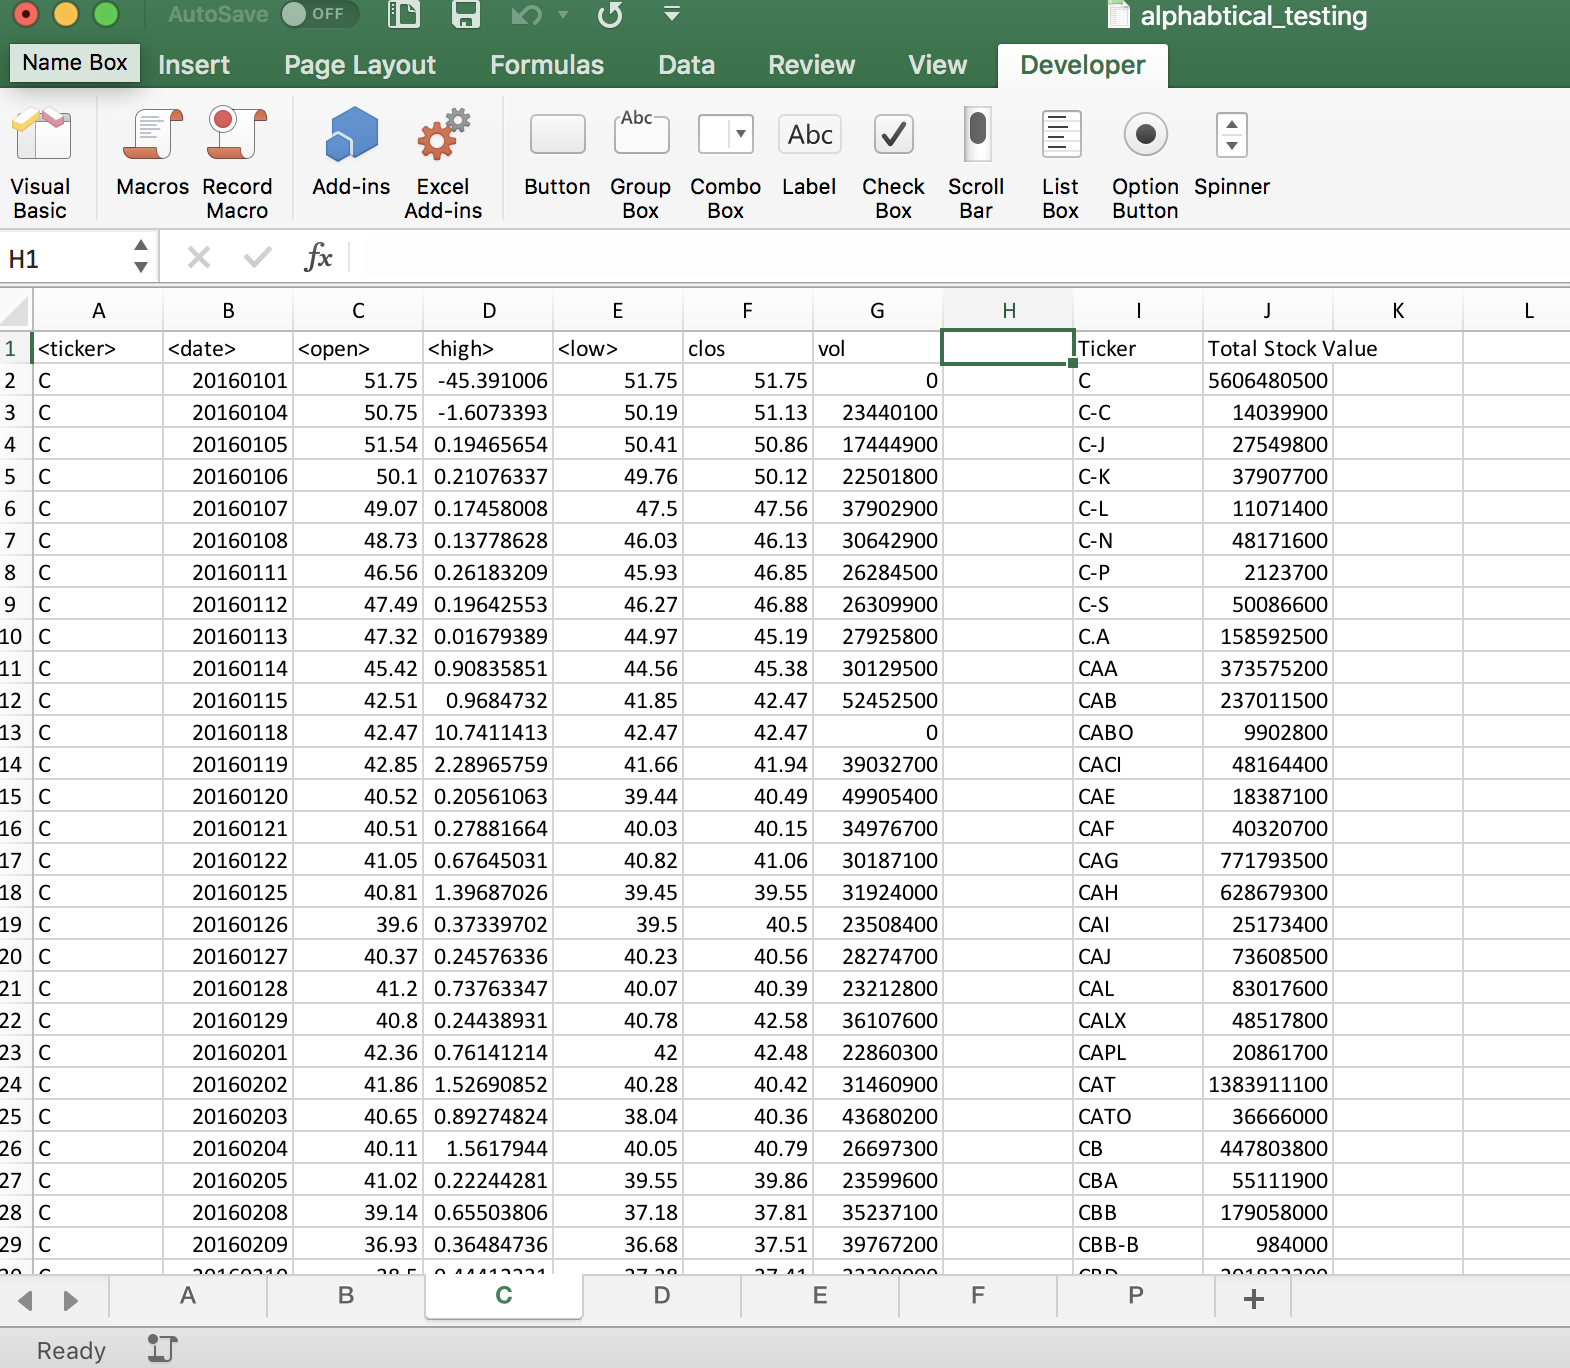 AutoSave OFF alphabtical_testing
Name Box Insert Page Layout Formulas Data Review View Developer
Abc Abc
Visual Basic Macros Record Macro Add-ins Excel Add-ins Button Group Box Combo Box Label Check Box Scroll Bar List Box Option Button Spinner
H1 fx
A B C D E F G H I J K L
1 <ticker> <date> <open> <high> <low> clos vol Ticker Total Stock Value
2 C 20160101 51.75 -45.391006 51.75 51.75 0 C 5606480500
3 C 20160104 50.75 -1.6073393 50.19 51.13 23440100 C-C 14039900
4 C 20160105 51.54 0.19465654 50.41 50.86 17444900 C-J 27549800
5 C 20160106 50.1 0.21076337 49.76 50.12 22501800 C-K 37907700
6 C 20160107 49.07 0.17458008 47.5 47.56 37902900 C-L 11071400
7 C 20160108 48.73 0.13778628 46.03 46.13 30642900 C-N 48171600
8 C 20160111 46.56 0.26183209 45.93 46.85 26284500 C-P 2123700
9 C 20160112 47.49 0.19642553 46.27 46.88 26309900 C-S 50086600
10 C 20160113 47.32 0.01679389 44.97 45.19 27925800 C.A 158592500
11 C 20160114 45.42 0.90835851 44.56 45.38 30129500 CAA 373575200
12 C 20160115 42.51 0.9684732 41.85 42.47 52452500 CAB 237011500
13 C 20160118 42.47 10.7411413 42.47 42.47 0 CABO 9902800
14 C 20160119 42.85 2.28965759 41.66 41.94 39032700 CACI 48164400
15 C 20160120 40.52 0.20561063 39.44 40.49 49905400 CAE 18387100
16 C 20160121 40.51 0.27881664 40.03 40.15 34976700 CAF 40320700
17 C 20160122 41.05 0.67645031 40.82 41.06 30187100 CAG 771793500
18 C 20160125 40.81 1.39687026 39.45 39.55 31924000 CAH 628679300
19 C 20160126 39.6 0.37339702 39.5 40.5 23508400 CAI 25173400
20 C 20160127 40.37 0.24576336 40.23 40.56 28274700 CAJ 73608500
21 C 20160128 41.2 0.73763347 40.07 40.39 23212800 CAL 83017600
22 C 20160129 40.8 0.24438931 40.78 42.58 36107600 CALX 48517800
23 C 20160201 42.36 0.76141214 42 42.48 22860300 CAPL 20861700
24 C 20160202 41.86 1.52690852 40.28 40.42 31460900 CAT 1383911100
25 C 20160203 40.65 0.89274824 38.04 40.36 43680200 CATO 36666000
26 C 20160204 40.11 1.5617944 40.05 40.79 26697300 CB 447803800
27 C 20160205 41.02 0.22244281 39.55 39.86 23599600 CBA 55111900
28 C 20160208 39.14 0.65503806 37.18 37.81 35237100 CBB 179058000
29 C 20160209 36.93 0.36484736 36.68 37.51 39767200 CBB-B 984000
A B C D E F P +
Ready